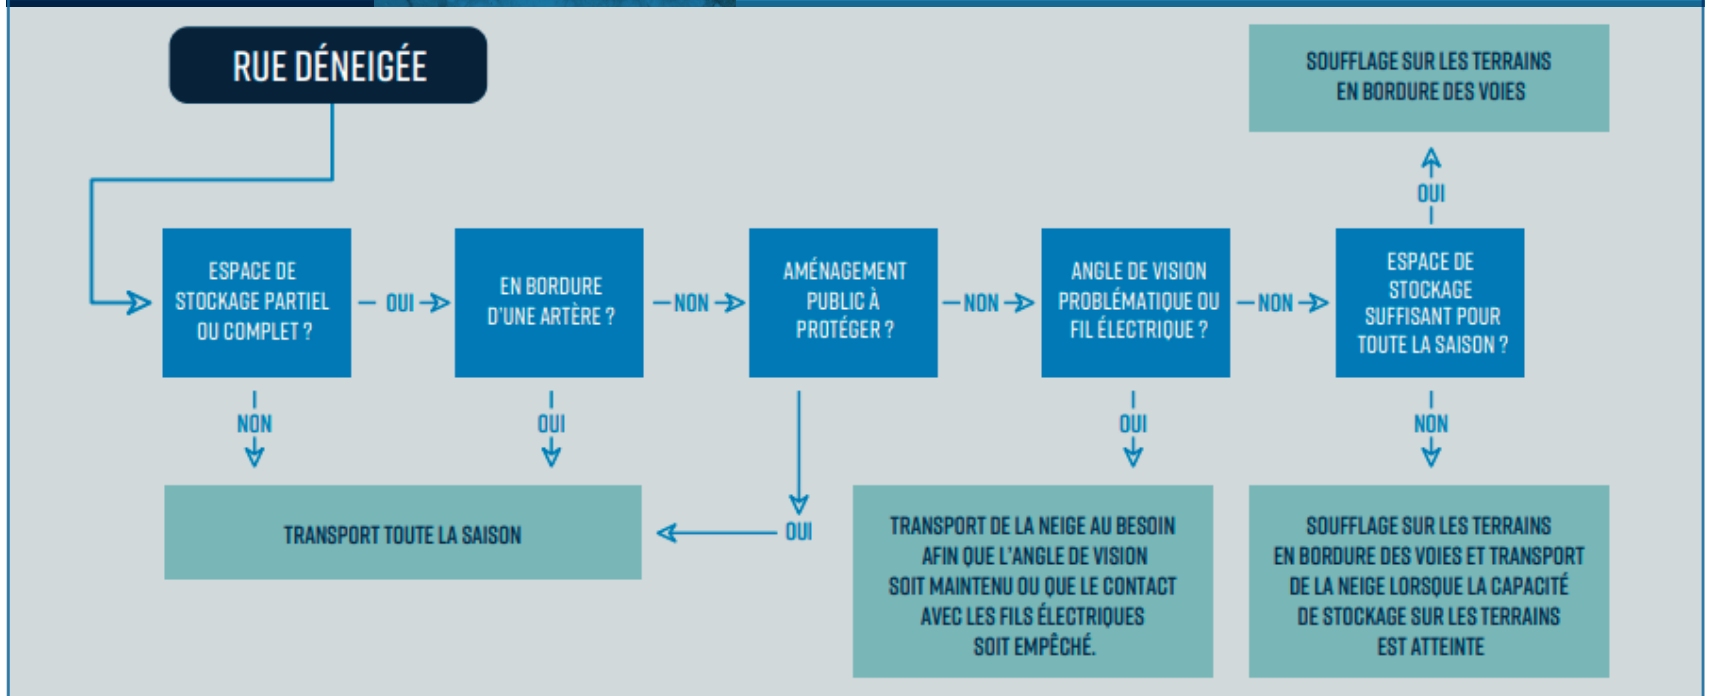 RUE DÉNEIGÉE
SOUFFLAGE SUR LES TERRAINS
EN BORDURE DES VOIES
OUI
ESPACE DE
STOCKAGE PARTIEL
OU COMPLET ?
OUI
EN BORDURE
D'UNE ARTÈRE ?
NON
AMÉNAGEMENT
PUBLIC À
PROTÉGER ?
NON
ANGLE DE VISION
PROBLÉMATIQUE OU
FIL ÉLECTRIQUE ?
NON
ESPACE DE
STOCKAGE
SUFFISANT POUR
TOUTE LA SAISON ?
NON
OUI
OUI
NON
TRANSPORT TOUTE LA SAISON
OUI
TRANSPORT DE LA NEIGE AU BESOIN
AFIN QUE L'ANGLE DE VISION
SOIT MAINTENU OU QUE LE CONTACT
AVEC LES FILS ÉLECTRIQUES
SOIT EMPÊCHÉ.
SOUFFLAGE SUR LES TERRAINS
EN BORDURE DES VOIES ET TRANSPORT
DE LA NEIGE LORSQUE LA CAPACITÉ
DE STOCKAGE SUR LES TERRAINS
EST ATTEINTE